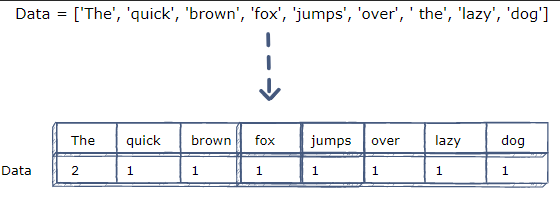 Data = ['The', 'quick', 'brown', 'fox', 'jumps', 'over', ' the', 'lazy', 'dog']
The quick brown fox jumps over lazy dog
Data 2 1 1 1 1 1 1 1